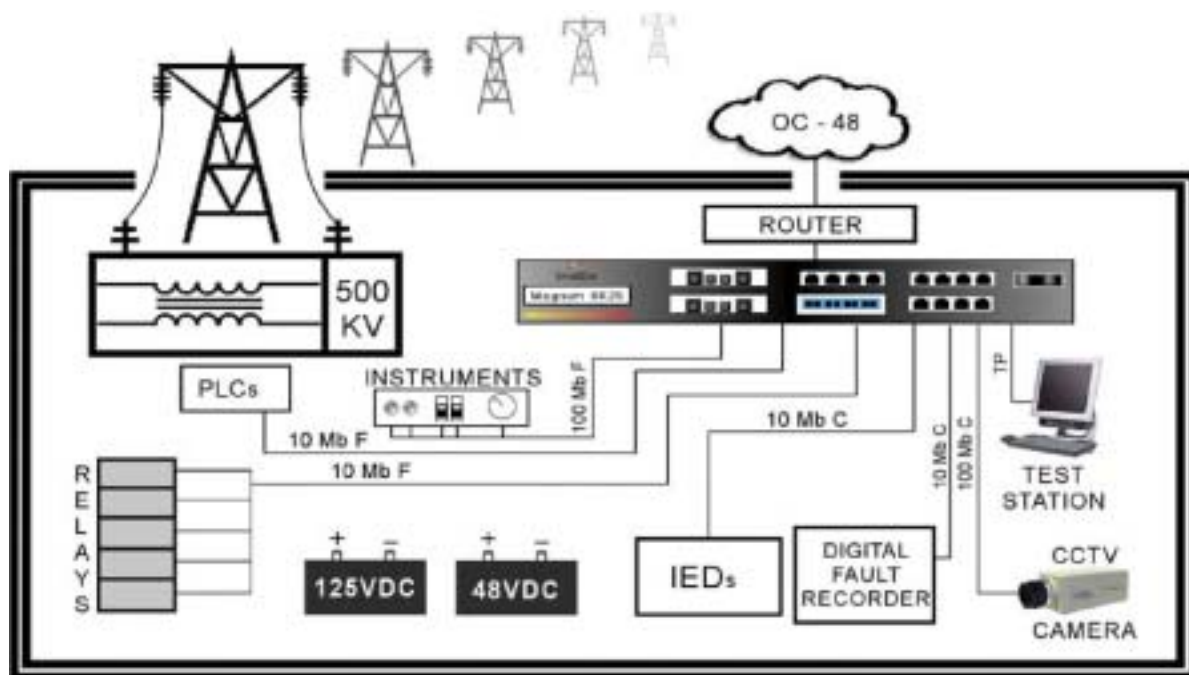 OC - 48
ROUTER
500
KV
PLCs
INSTRUMENTS
100 Mb F
10 Mb F
10 Mb F
10 Mb C
10 Mb C
100 Mb C
TP
TEST
STATION
RELAYS
+ −
125VDC
+ −
48VDC
IEDs
DIGITAL
FAULT
RECORDER
CCTV
CAMERA
Magnum